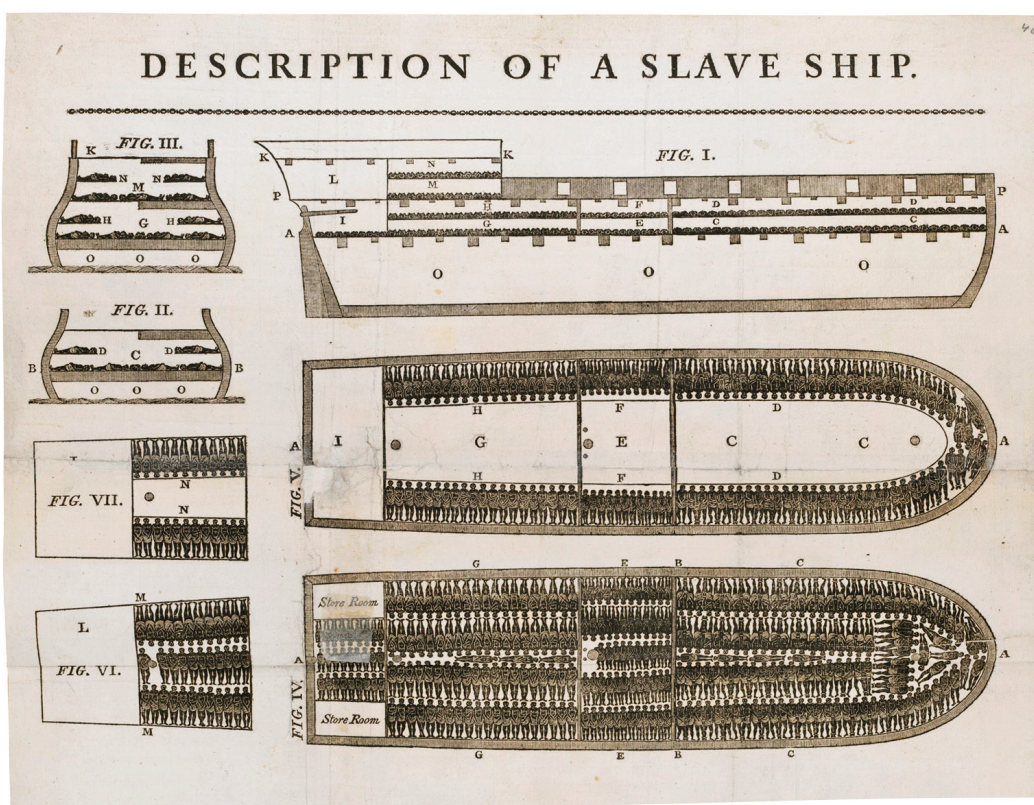 DESCRIPTION OF A SLAVE SHIP.
FIG. III.
K
N M N
H G H
O O O
FIG. II.
D C D
B B
O O O
FIG. I.
K N K
L M
P H F D D P
I
A G E C C A
O O O
FIG. V.
H F D
A I G E C C A
H F D
FIG. VII.
N
N
FIG. VI.
M
L
M
FIG. IV.
G E B C
Store Room
A A
Store Room
G E B C